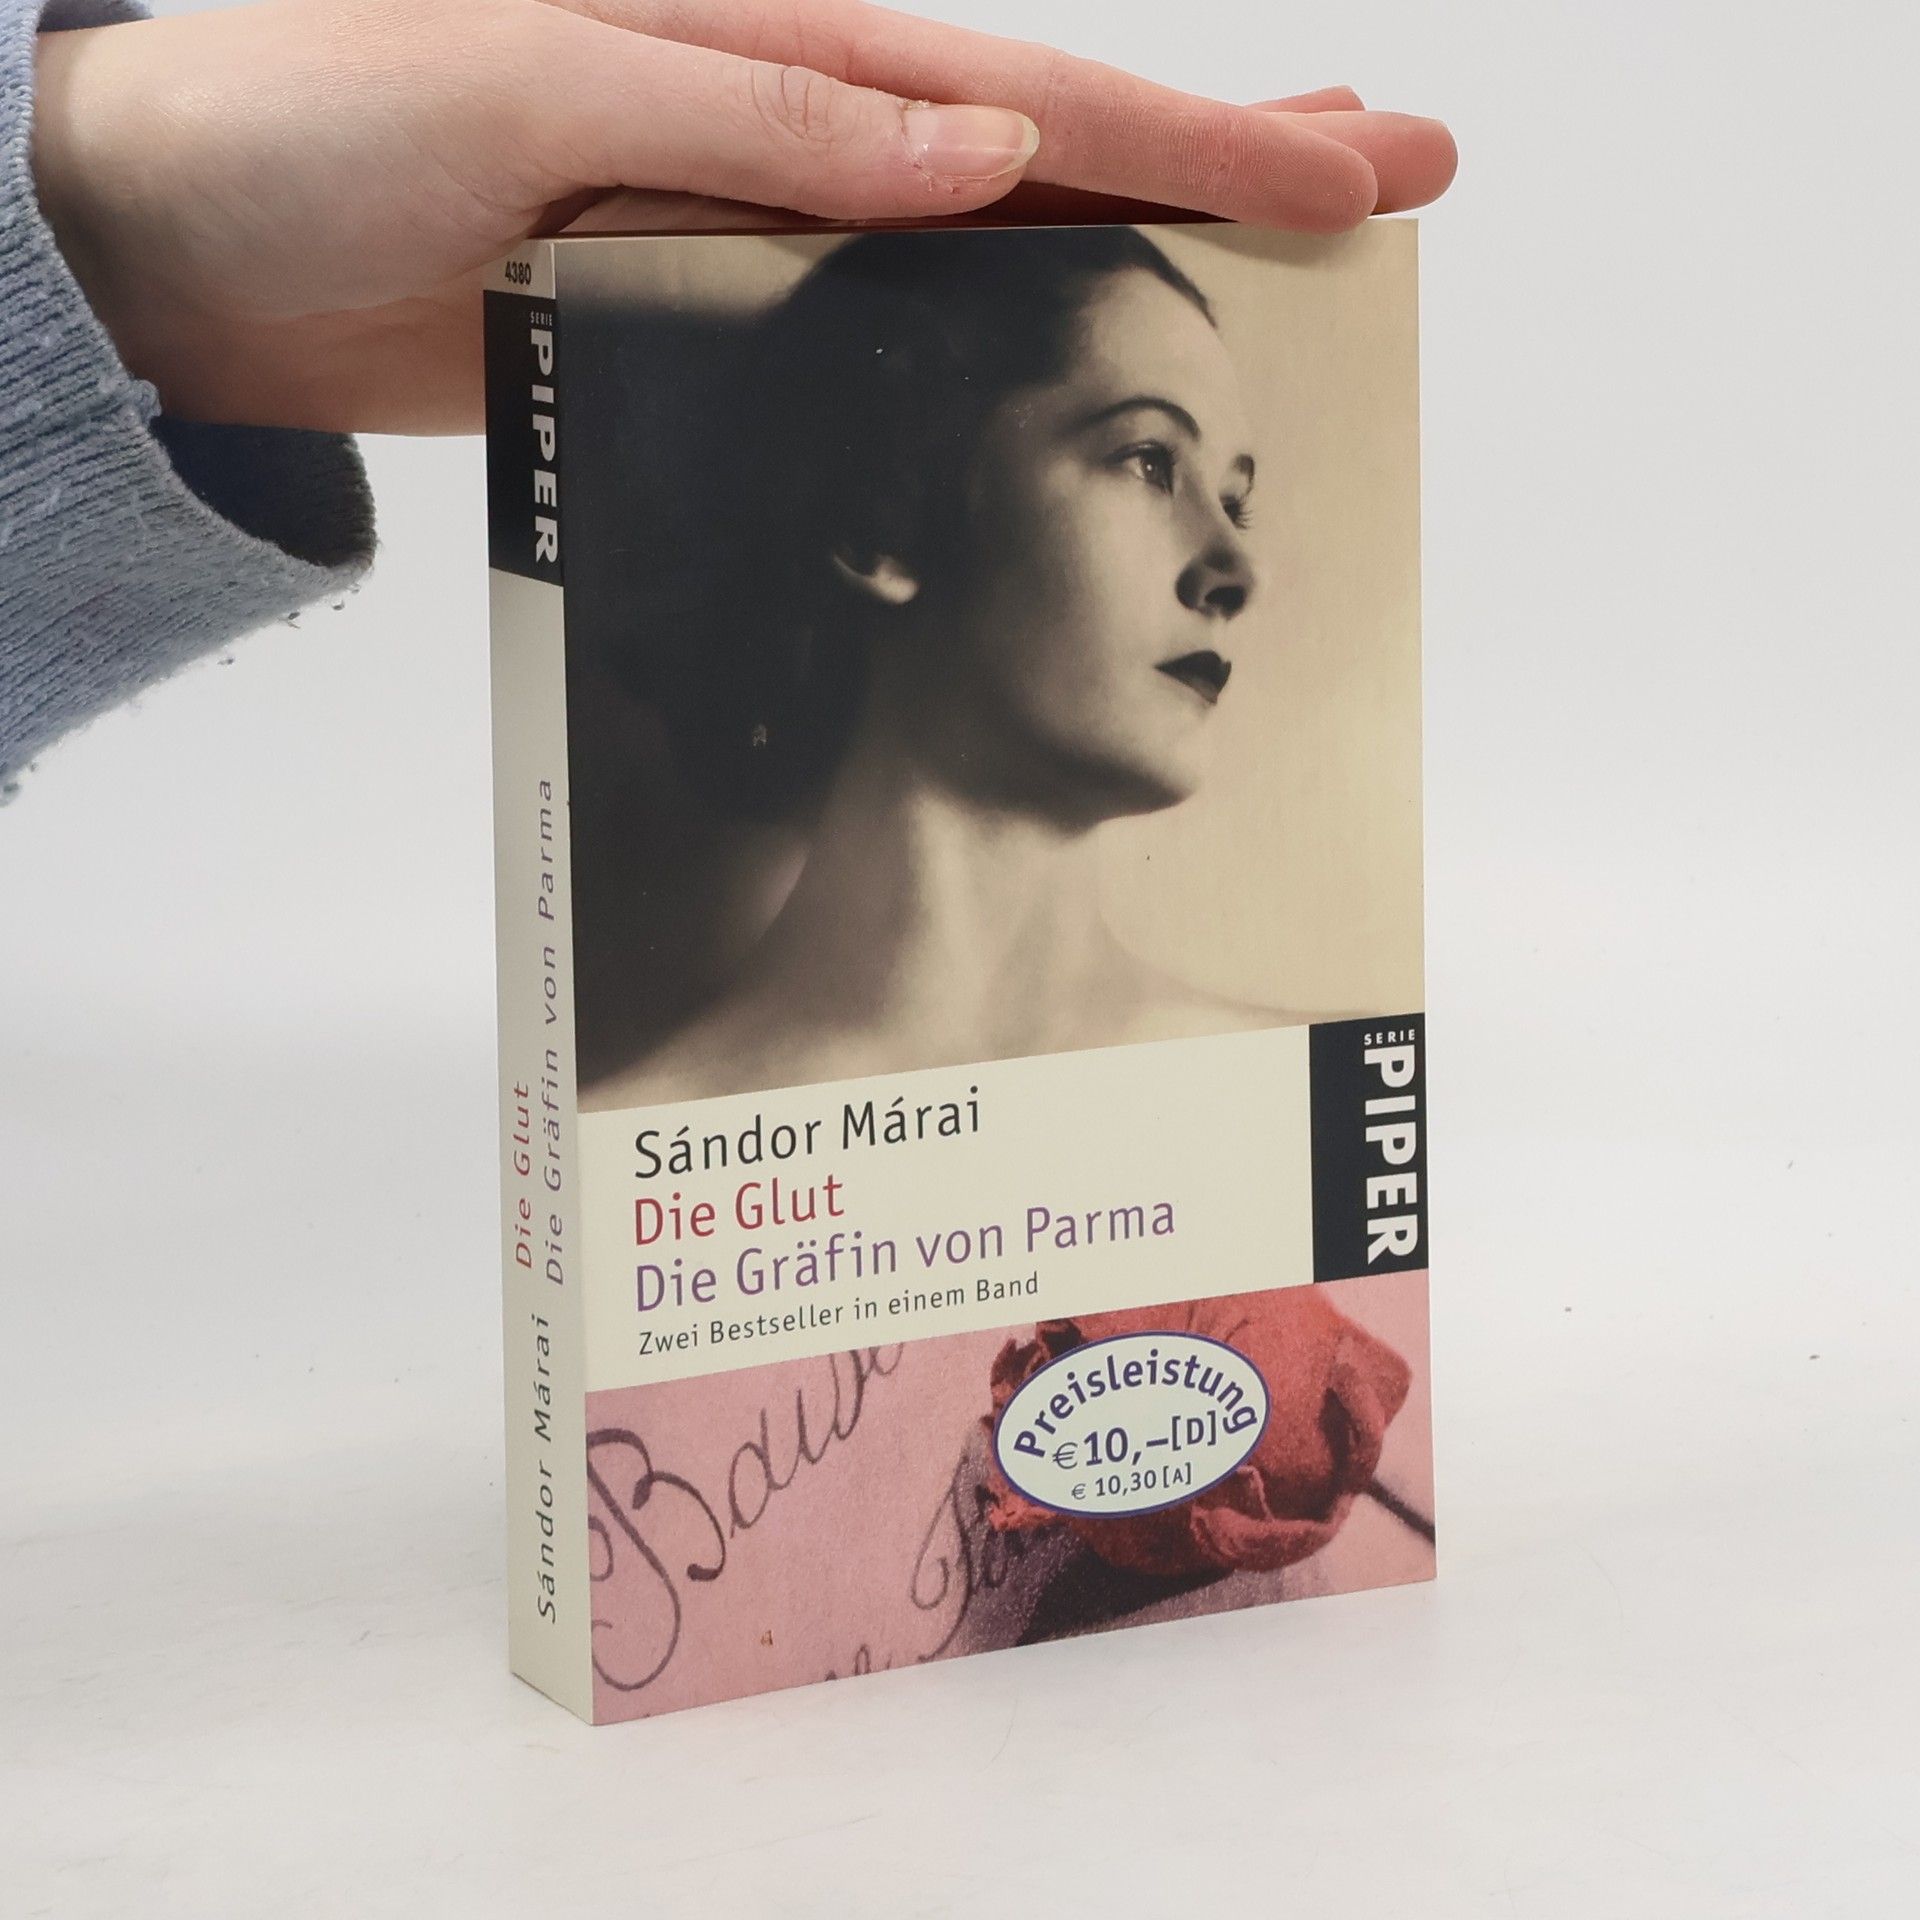 4380
SERIE
PIPER
Sándor Márai
Die Glut
Die Gräfin von Parma
Sándor Márai
Die Glut
Die Gräfin von Parma
Zwei Bestseller in einem Band
SERIE
PIPER
Preisleistung
€ 10,–[D]
€ 10,30 [A]